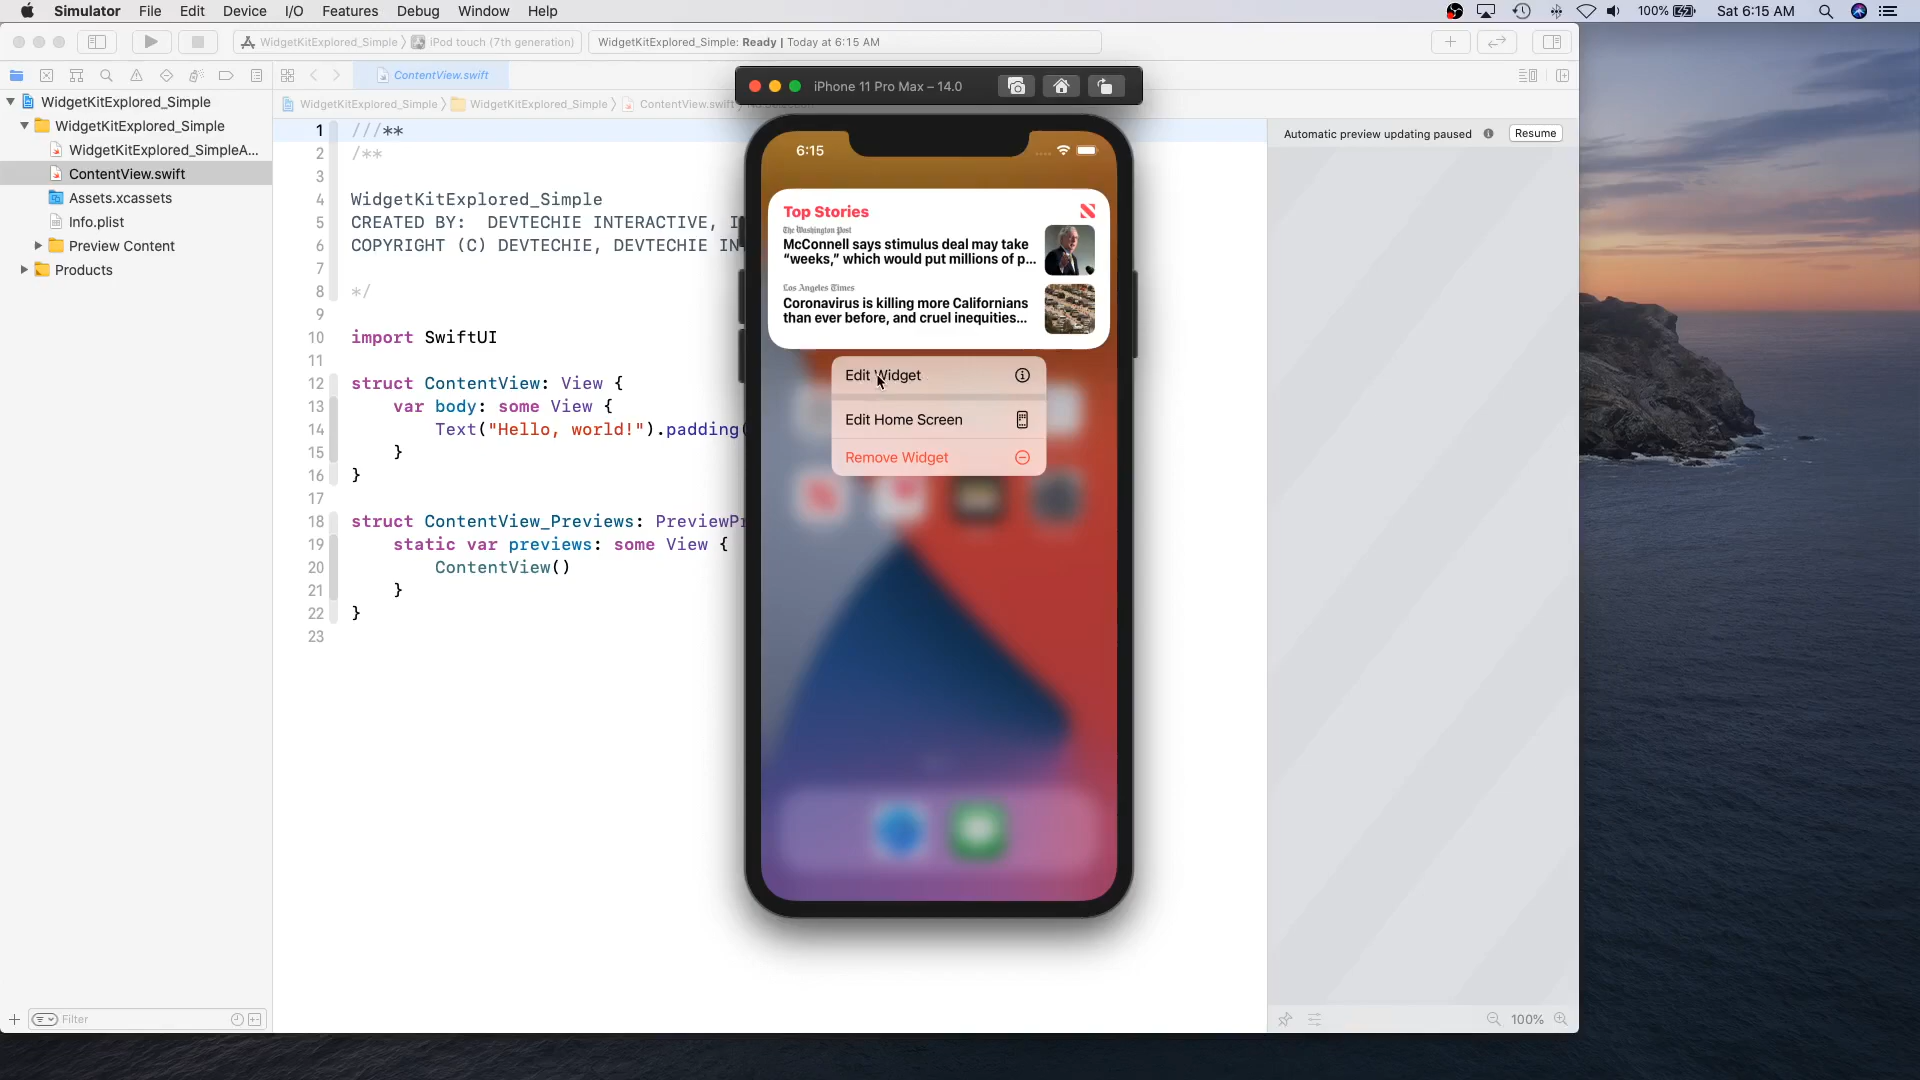 Simulator File Edit Device I/O Features Debug Window Help 100% Sat 6:15 AM
WidgetKitExplored_Simple 〉 iPod touch (7th generation) WidgetKitExplored_Simple: Ready | Today at 6:15 AM
ContentView.swift
iPhone 11 Pro Max – 14.0
WidgetKitExplored_Simple 〉 WidgetKitExplored_Simple 〉 ContentView.swift
WidgetKitExplored_Simple
WidgetKitExplored_Simple
WidgetKitExplored_SimpleA...
ContentView.swift
Assets.xcassets
Info.plist
Preview Content
Products
Filter
1 ///**
2 /**
3
4 WidgetKitExplored_Simple
5 CREATED BY: DEVTECHIE INTERACTIVE, I
6 COPYRIGHT (C) DEVTECHIE, DEVTECHIE IN
7
8 */
9
10 import SwiftUI
11
12 struct ContentView: View {
13 var body: some View {
14 Text("Hello, world!").padding(
15 }
16 }
17
18 struct ContentView_Previews: PreviewPr
19 static var previews: some View {
20 ContentView()
21 }
22 }
23
6:15
Top Stories
The Washington Post
McConnell says stimulus deal may take
“weeks,” which would put millions of p...
Los Angeles Times
Coronavirus is killing more Californians
than ever before, and cruel inequities...
Edit Widget
Edit Home Screen
Remove Widget
Automatic preview updating paused Resume
100%